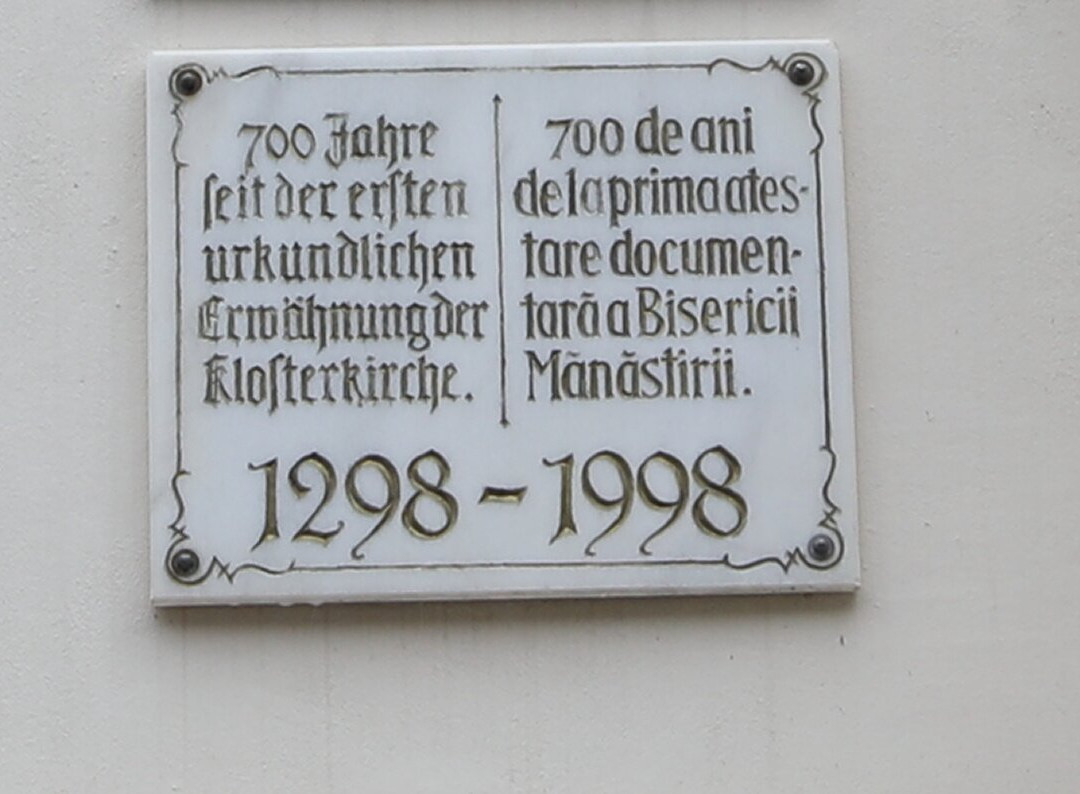 700 Jahre
seit der ersten
urkundlichen
Erwähnung der
Klosterkirche.
700 de ani
de la prima ates-
tare documen-
tară a Bisericii
Mănăstirii.
1298 - 1998